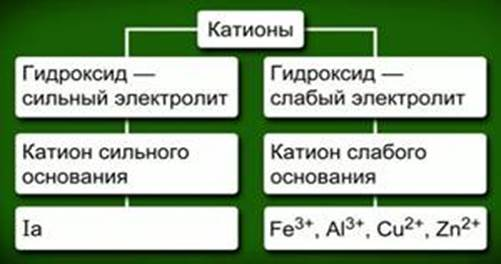 Катионы
Гидроксид —
сильный электролит
Гидроксид —
слабый электролит
Катион сильного
основания
Катион слабого
основания
Ia
Fe³⁺, Al³⁺, Cu²⁺, Zn²⁺